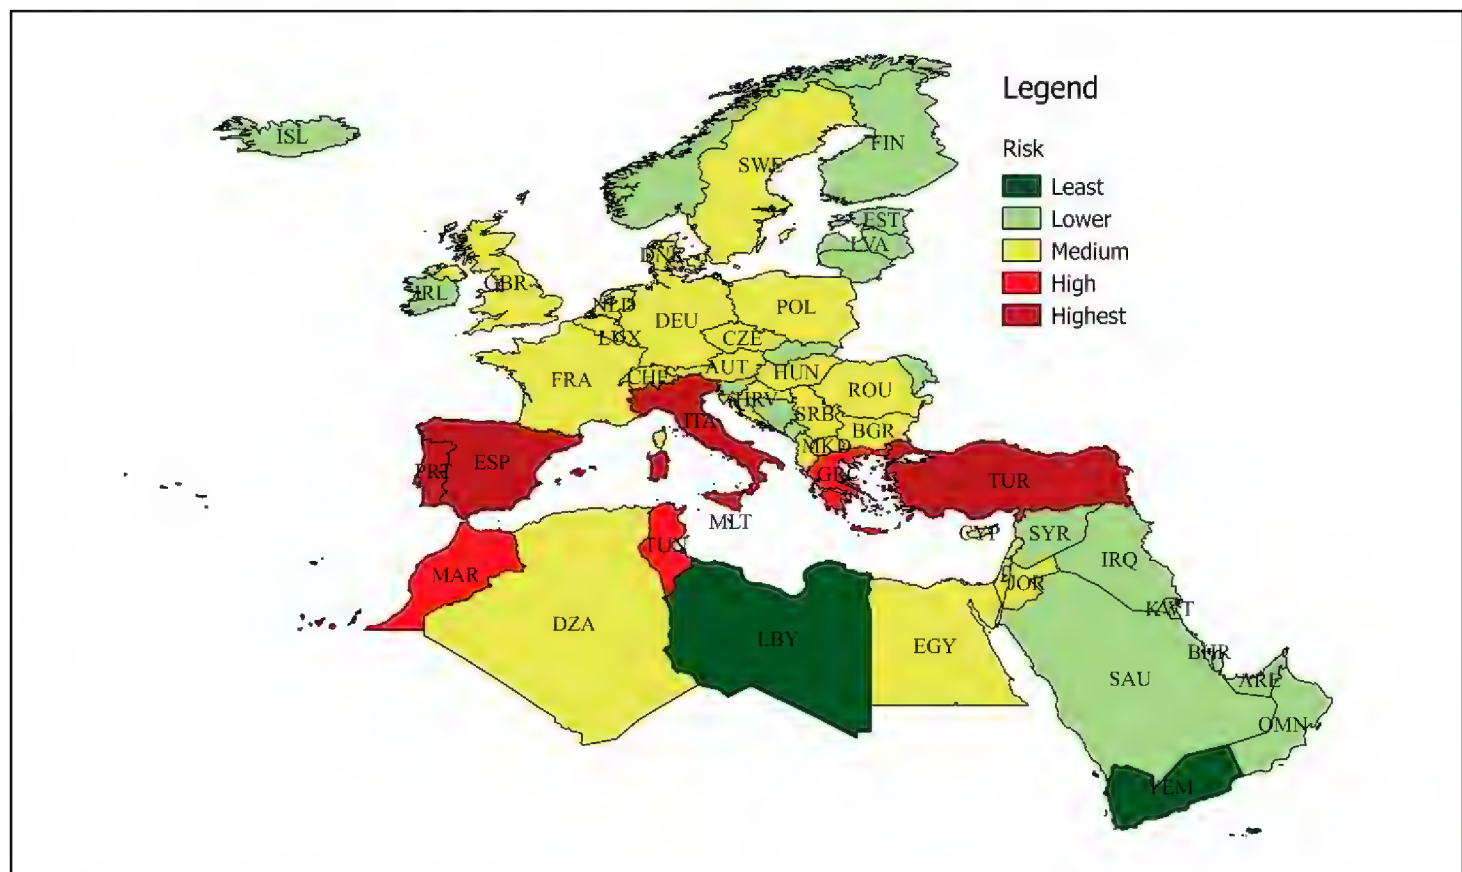 Legend
Risk
Least
Lower
Medium
High
Highest
ISL
FIN
SWE
EST
LVA
DNK
IRL
GBR
NLD
DEU
POL
LUX
CZE
FRA
CHE
AUT
HUN
ROU
HRV
SRB
BGR
ITA
MKD
PRT
ESP
GRC
TUR
MLT
CYP
SYR
IRQ
TUN
MAR
JOR
KWT
DZA
LBY
EGY
BHR
SAU
ARE
OMN
YEM